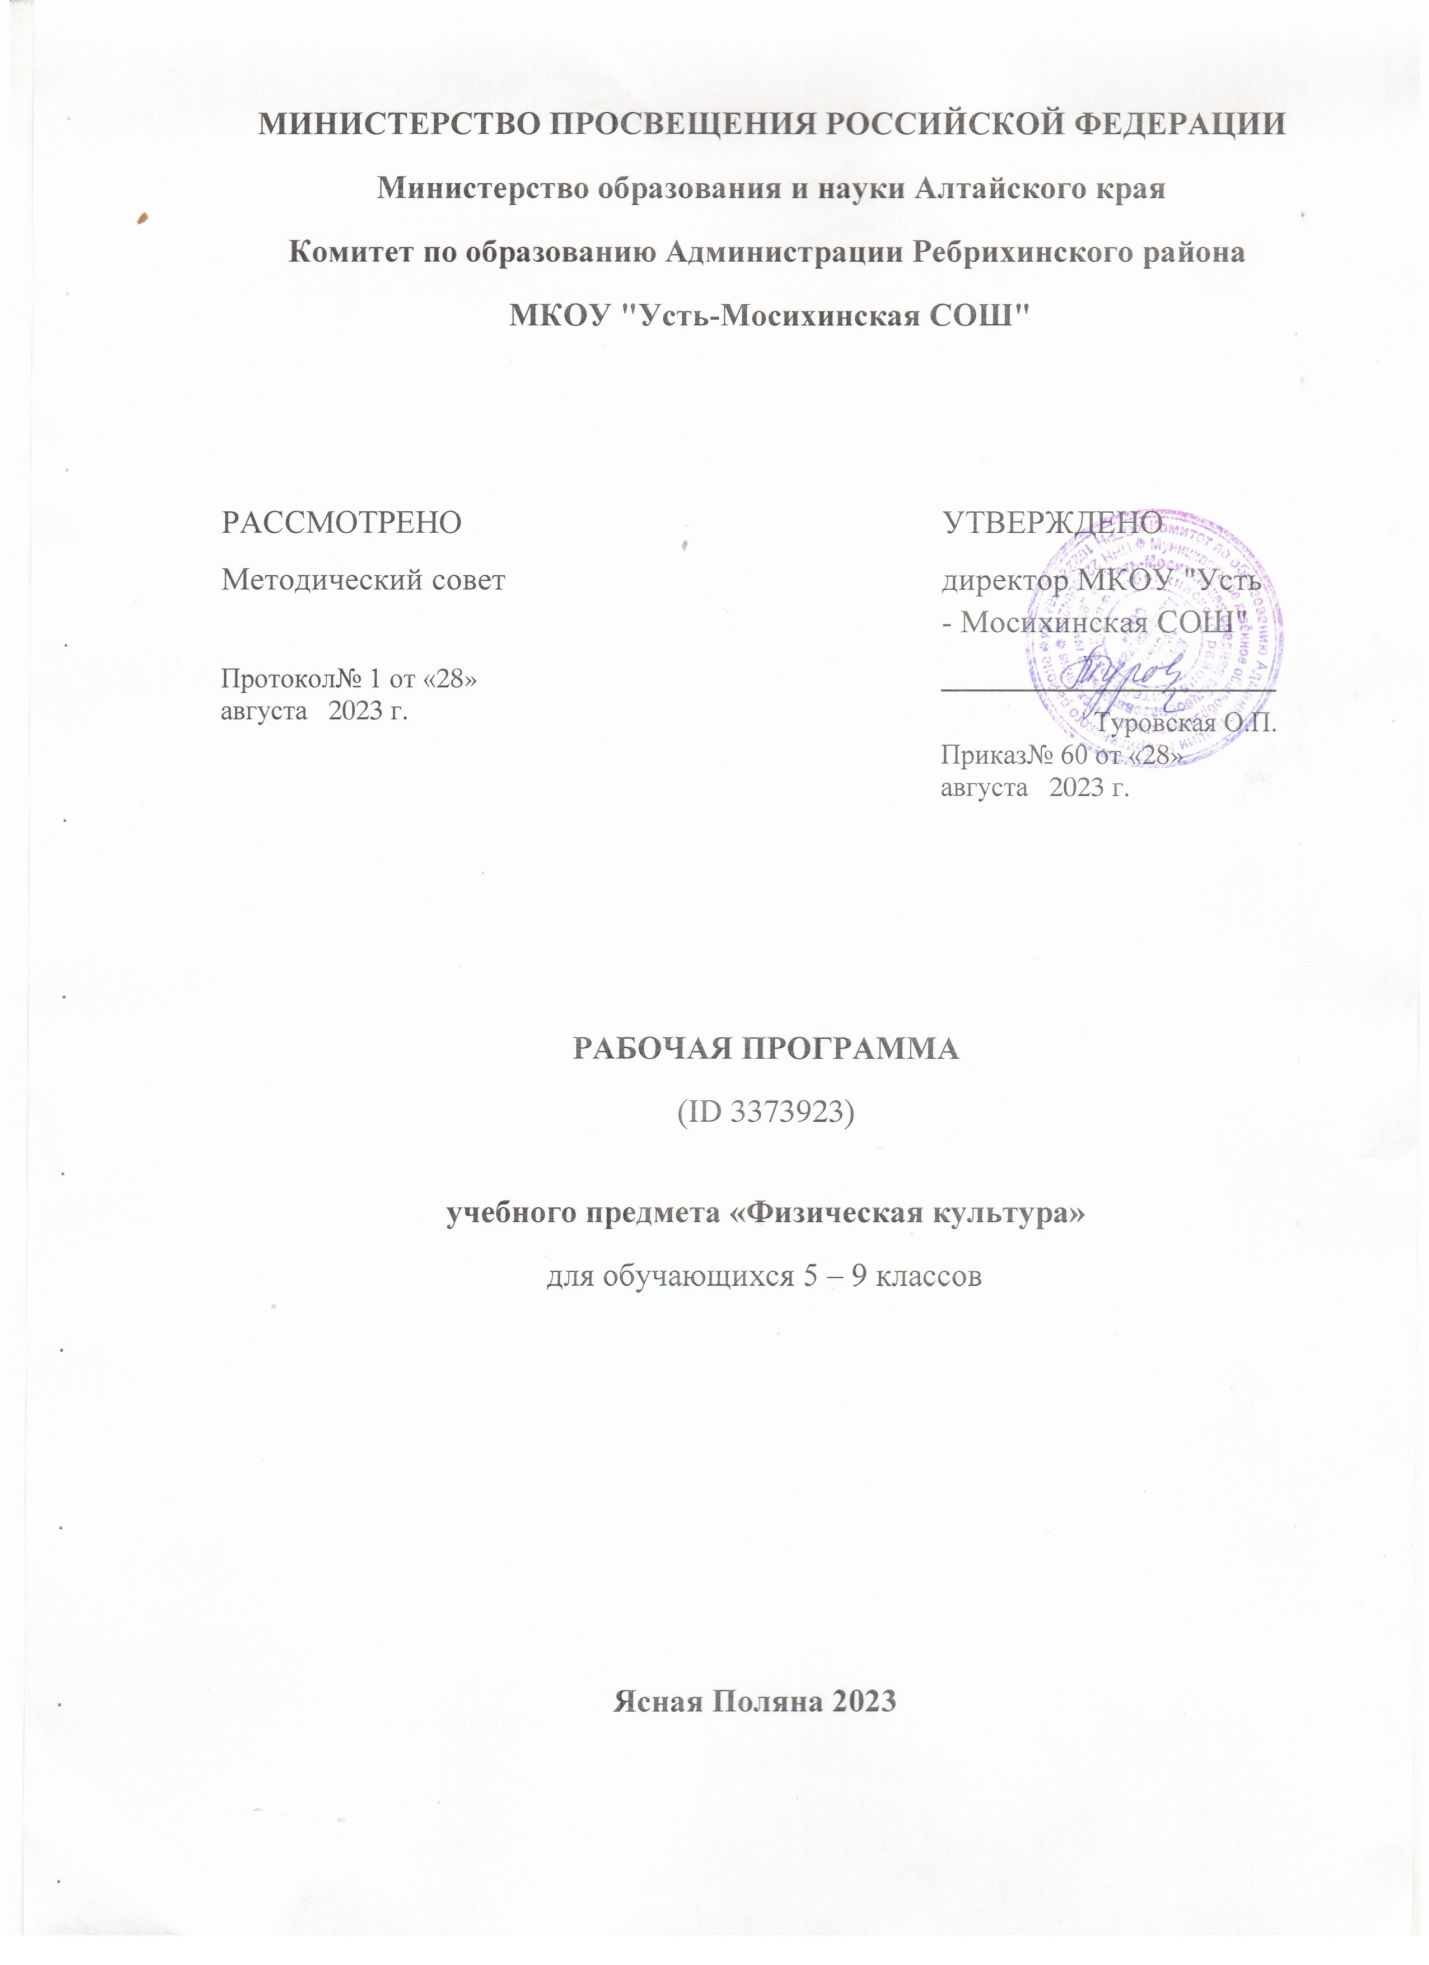 МИНИСТЕРСТВО ПРОСВЕЩЕНИЯ РОССИЙСКОЙ ФЕДЕРАЦИИ
Министерство образования и науки Алтайского края
Комитет по образованию Администрации Ребрихинского района
МКОУ "Усть-Мосихинская СОШ"
РАССМОТРЕНО
Методический совет
Протокол№ 1 от «28»
августа 2023 г.
УТВЕРЖДЕНО
директор МКОУ "Усть
- Мосихинская СОШ"
Туровская О.П.
Приказ№ 60 от «28»
августа 2023 г.
РАБОЧАЯ ПРОГРАММА
(ID 3373923)
учебного предмета «Физическая культура»
для обучающихся 5 – 9 классов
Ясная Поляна 2023